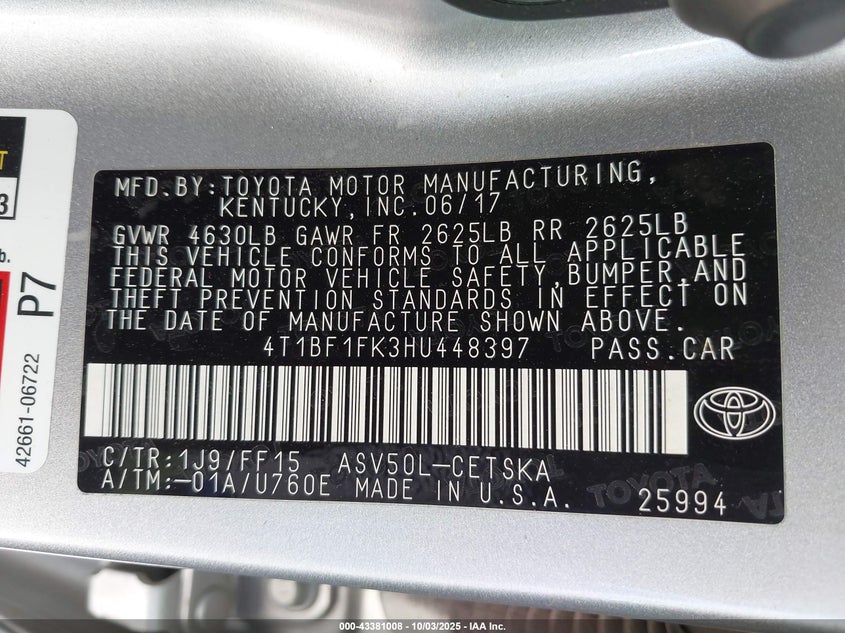 T
3
b.
P7
42661-06722
MFD.BY:TOYOTA MOTOR MANUFACTURING,
KENTUCKY,INC.06/17
GVWR 4630LB GAWR FR 2625LB RR 2625LB
THIS VEHICLE CONFORMS TO ALL APPLICABLE
FEDERAL MOTOR VEHICLE SAFETY,BUMPER,AND
THEFT PREVENTION STANDARDS IN EFFECT ON
THE DATE OF MANUFACTURE SHOWN ABOVE.
4T1BF1FK3HU448397 PASS.CAR
C/TR:1J9/FF15 ASV50L-CETSKA
A/TM:-01A/U760E MADE IN U.S.A. 25994
000-43381008 - 10/03/2025 - IAA Inc.